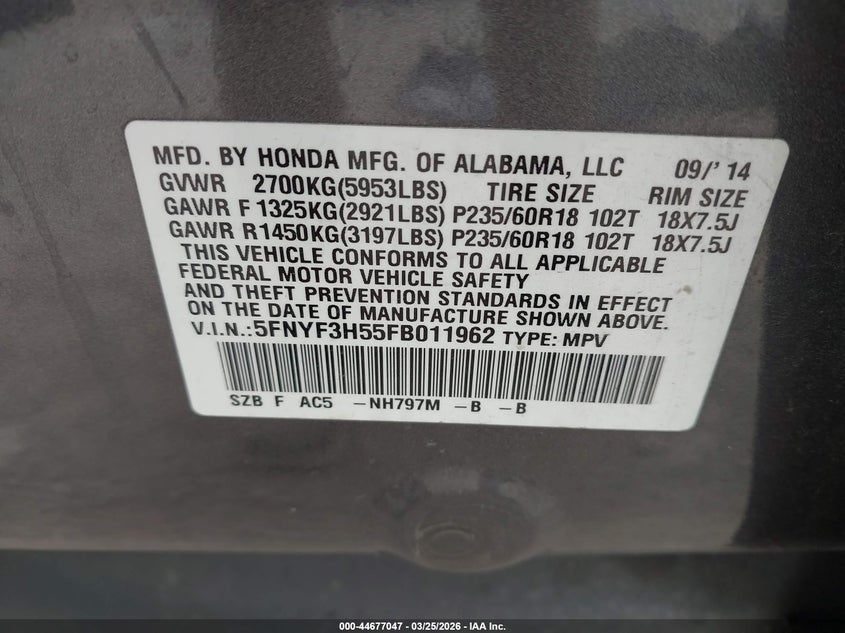 MFD. BY HONDA MFG. OF ALABAMA, LLC 09/' 14
GVWR 2700KG(5953LBS) TIRE SIZE RIM SIZE
GAWR F 1325KG(2921LBS) P235/60R18 102T 18X7.5J
GAWR R1450KG(3197LBS) P235/60R18 102T 18X7.5J
THIS VEHICLE CONFORMS TO ALL APPLICABLE
FEDERAL MOTOR VEHICLE SAFETY
AND THEFT PREVENTION STANDARDS IN EFFECT
ON THE DATE OF MANUFACTURE SHOWN ABOVE.
V.I.N.:5FNYF3H55FB011962 TYPE: MPV
SZB F AC5 -NH797M -B -B
000-44677047 - 03/25/2026 - IAA Inc.